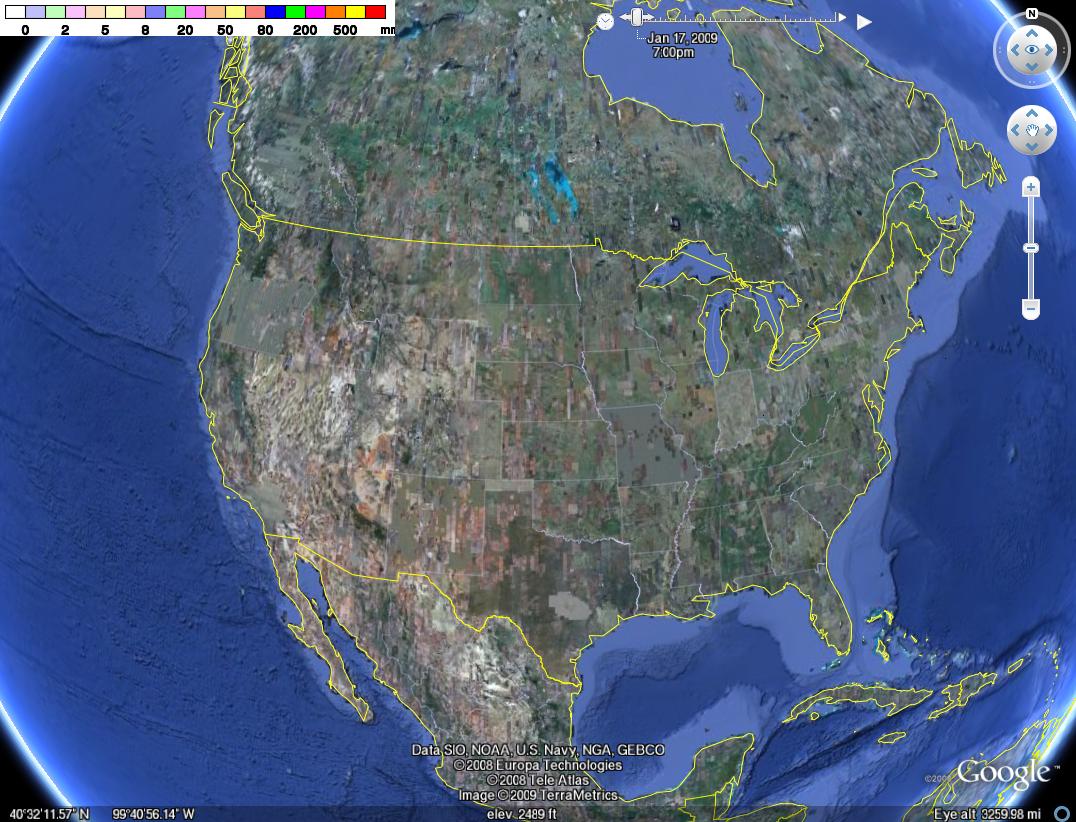 0 2 5 8 20 50 80 200 500 mm
Jan 17, 2009
7:00pm
N
Data SIO, NOAA, U.S. Navy, NGA, GEBCO
©2008 Europa Technologies
©2008 Tele Atlas
Image ©2009 TerraMetrics
Google™
40°32'11.57" N 99°40'56.14" W elev 2489 ft Eye alt 3259.98 mi